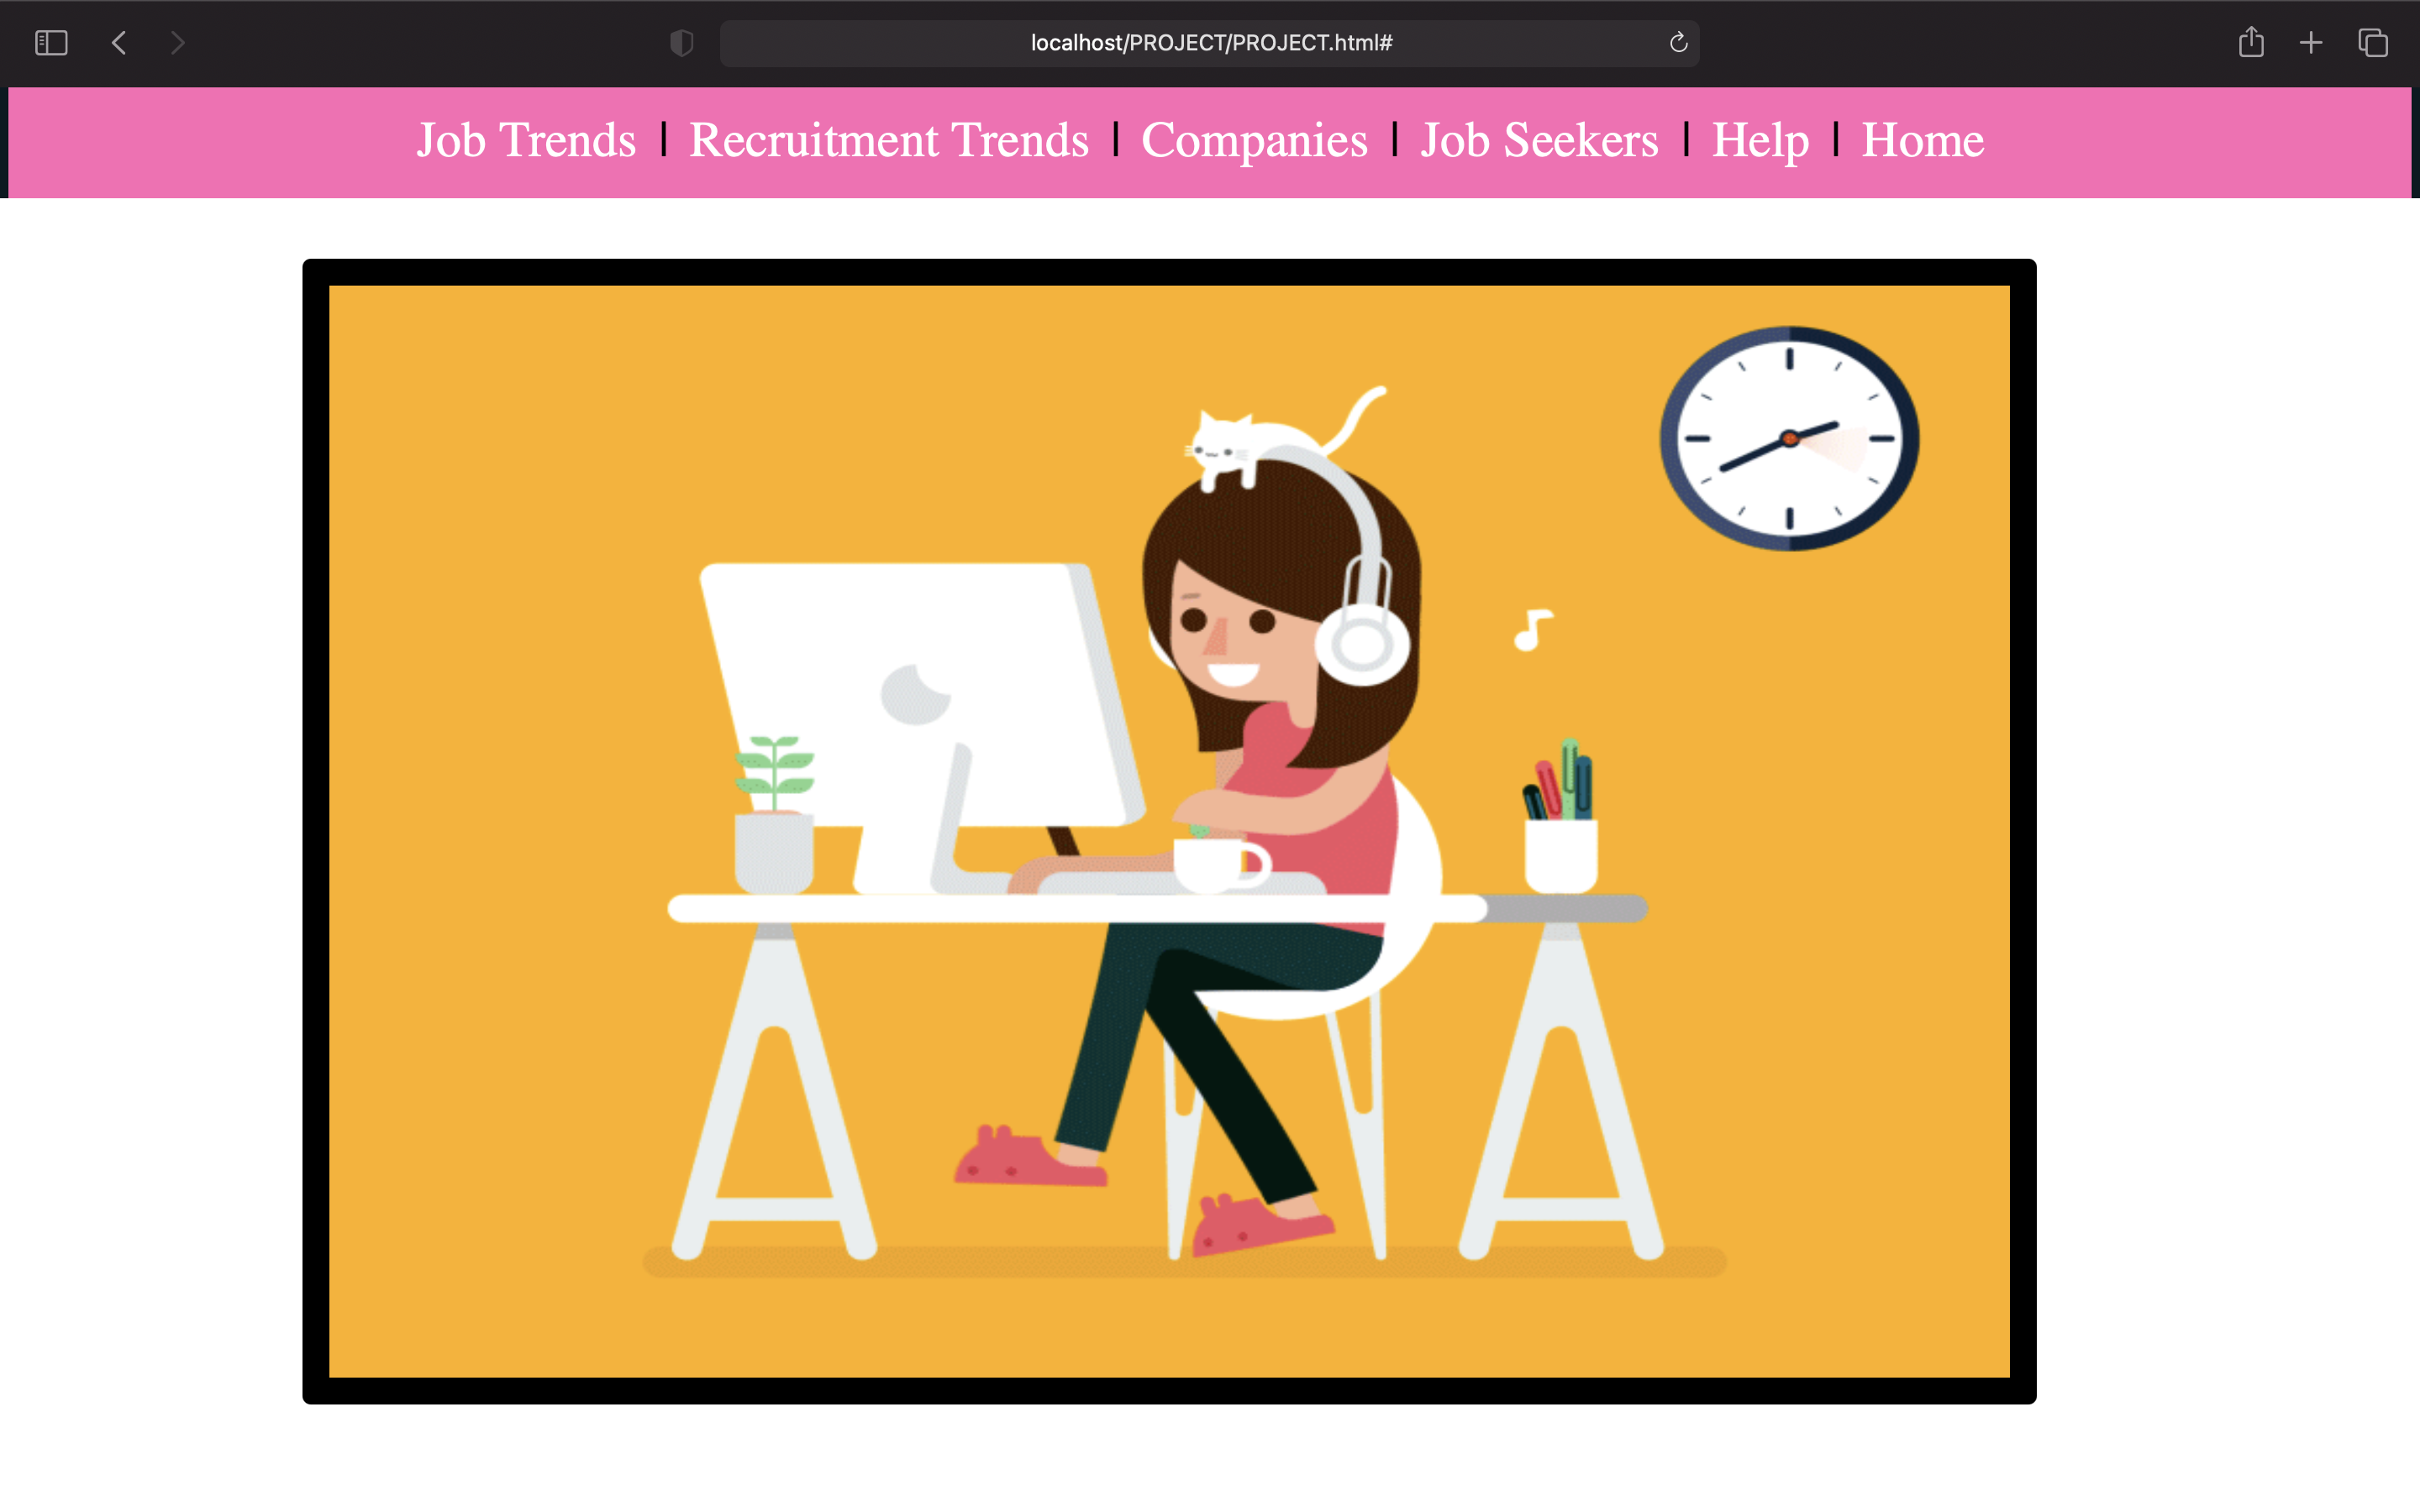 localhost/PROJECT/PROJECT.html#
Job Trends | Recruitment Trends | Companies | Job Seekers | Help | Home